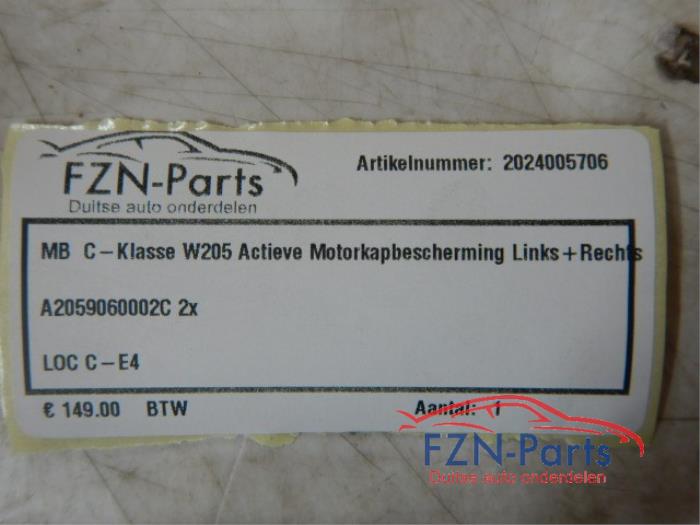 FZN-Parts
Duitse auto onderdelen
Artikelnummer: 2024005706
MB C-Klasse W205 Actieve Motorkapbescherming Links+Rechts
A2059060002C 2x
LOC C-E4
€ 149.00 BTW
Aantal: 1
FZN-Parts
Duitse auto onderdelen